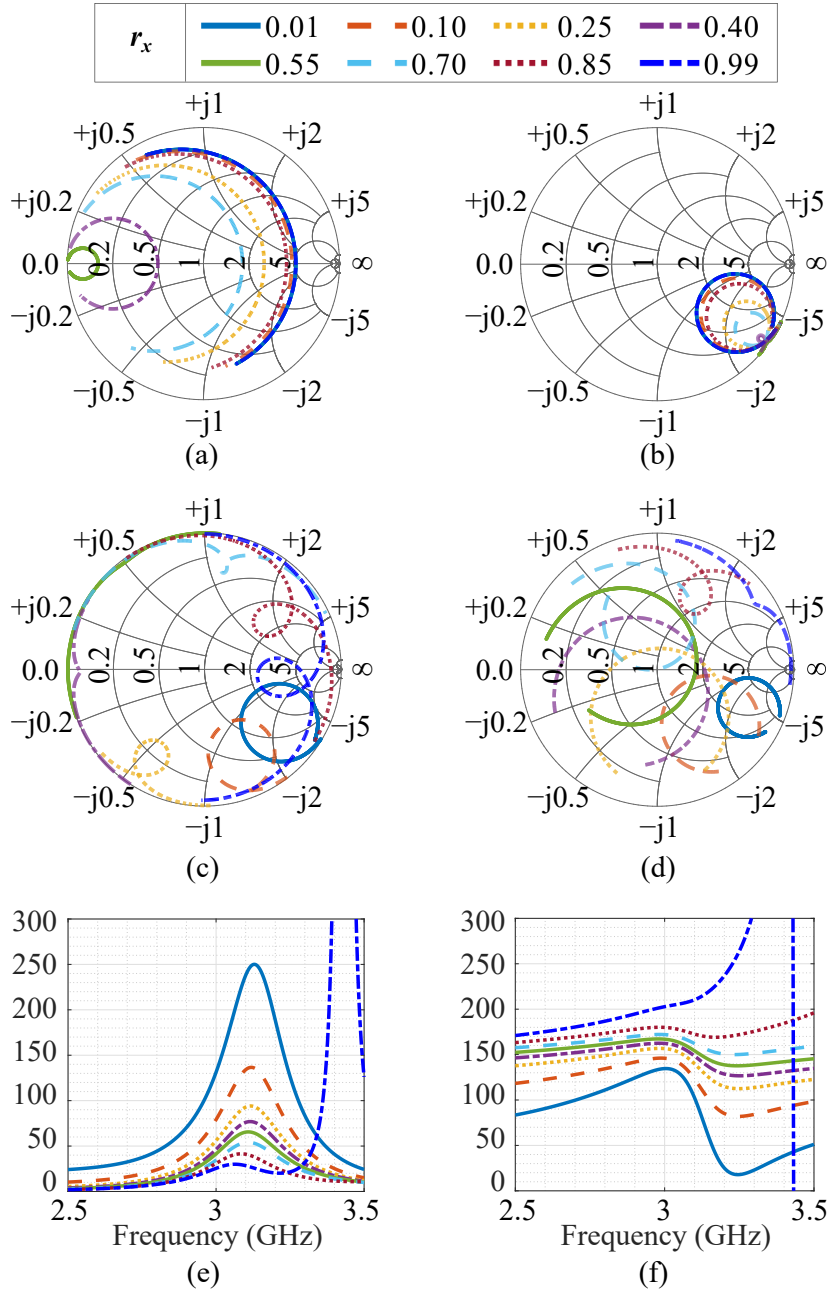 r_x 0.01 0.10 0.25 0.40
0.55 0.70 0.85 0.99
+j1 +j1
+j0.5 +j2 +j0.5 +j2
+j0.2 +j5 +j0.2 +j5
0.0 0.2 0.5 1 2 5 ∞ 0.0 0.2 0.5 1 2 5 ∞
−j0.2 −j5 −j0.2 −j5
−j0.5 −j2 −j0.5 −j2
−j1 −j1
(a) (b)
+j1 +j1
+j0.5 +j2 +j0.5 +j2
+j0.2 +j5 +j0.2 +j5
0.0 0.2 0.5 1 2 5 ∞ 0.0 0.2 0.5 1 2 5 ∞
−j0.2 −j5 −j0.2 −j5
−j0.5 −j2 −j0.5 −j2
−j1 −j1
(c) (d)
300 300
250 250
200 200
150 150
100 100
50 50
0 0
2.5 3 3.5 2.5 3 3.5
Frequency (GHz) Frequency (GHz)
(e) (f)